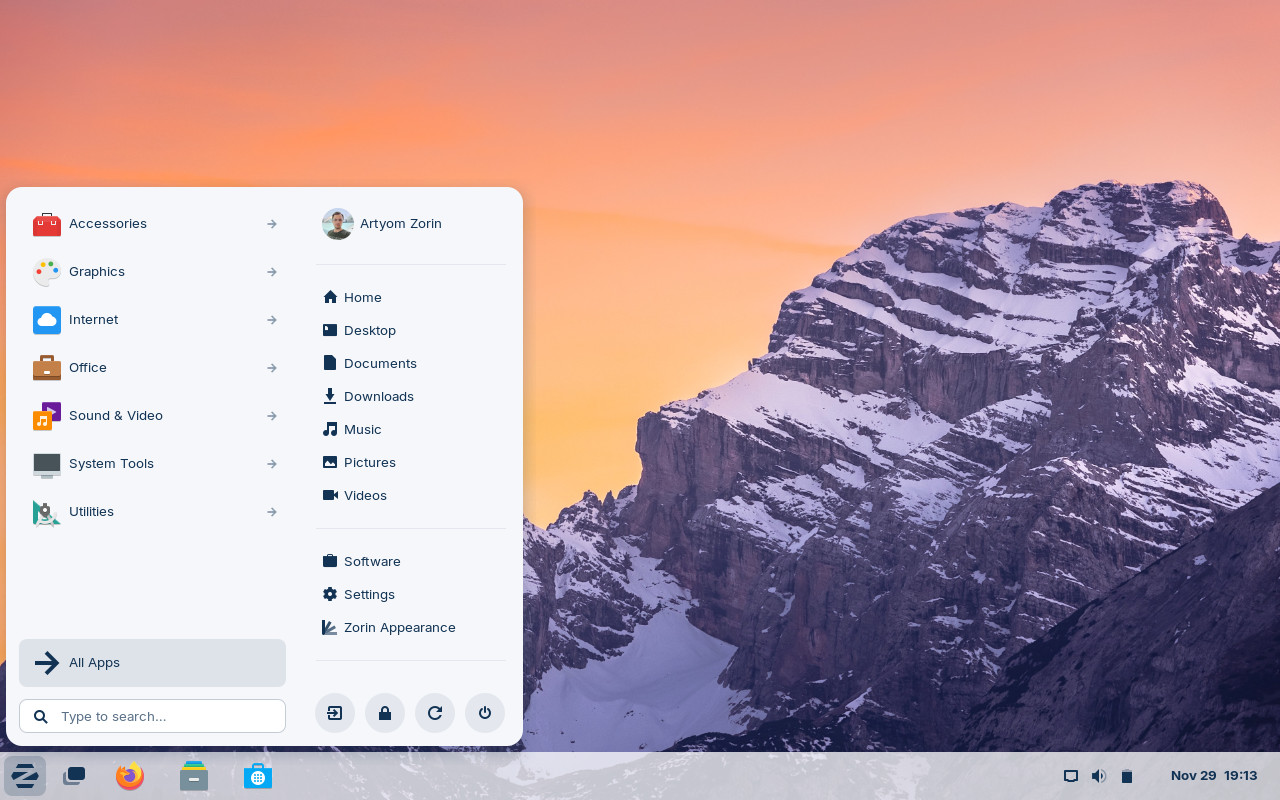 Accessories
Graphics
Internet
Office
Sound & Video
System Tools
Utilities
All Apps
Type to search...
Artyom Zorin
Home
Desktop
Documents
Downloads
Music
Pictures
Videos
Software
Settings
Zorin Appearance
Nov 29 19:13